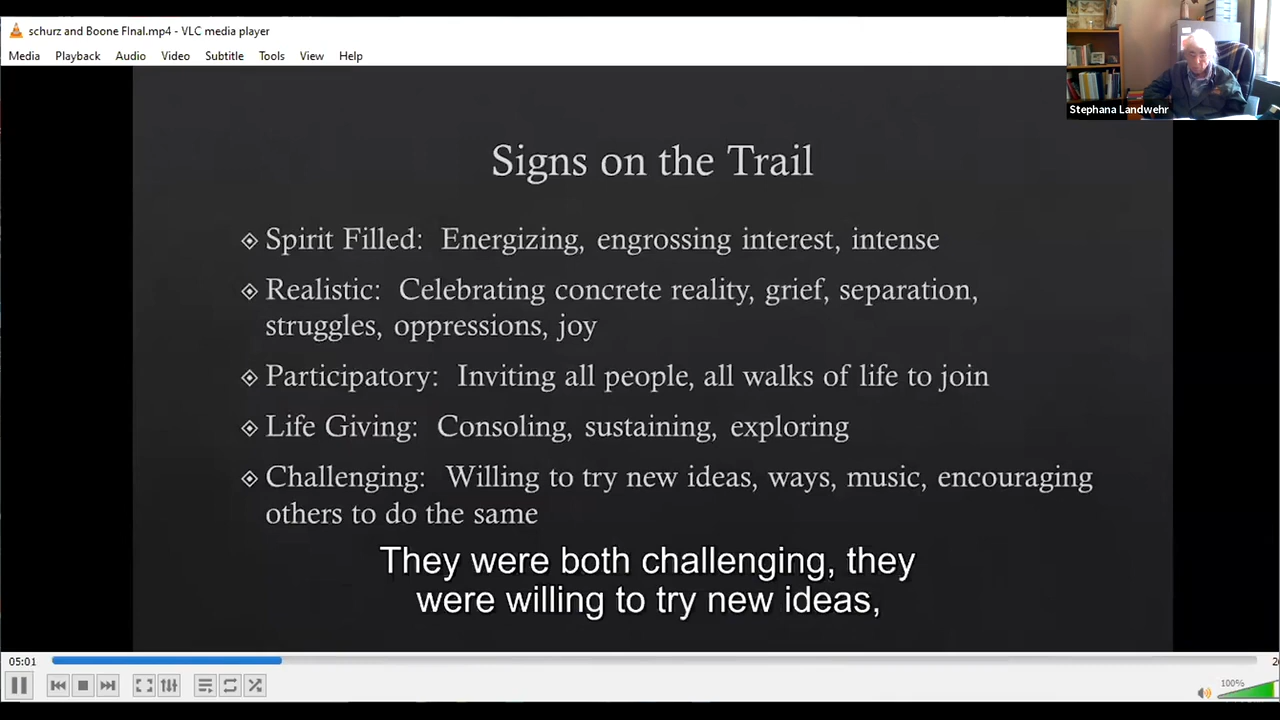 schurz and Boone FInal.mp4 - VLC media player
Media Playback Audio Video Subtitle Tools View Help
Stephana Landwehr
Signs on the Trail
Spirit Filled: Energizing, engrossing interest, intense
Realistic: Celebrating concrete reality, grief, separation,
struggles, oppressions, joy
Participatory: Inviting all people, all walks of life to join
Life Giving: Consoling, sustaining, exploring
Challenging: Willing to try new ideas, ways, music, encouraging
others to do the same
They were both challenging, they
were willing to try new ideas,
05:01
100%